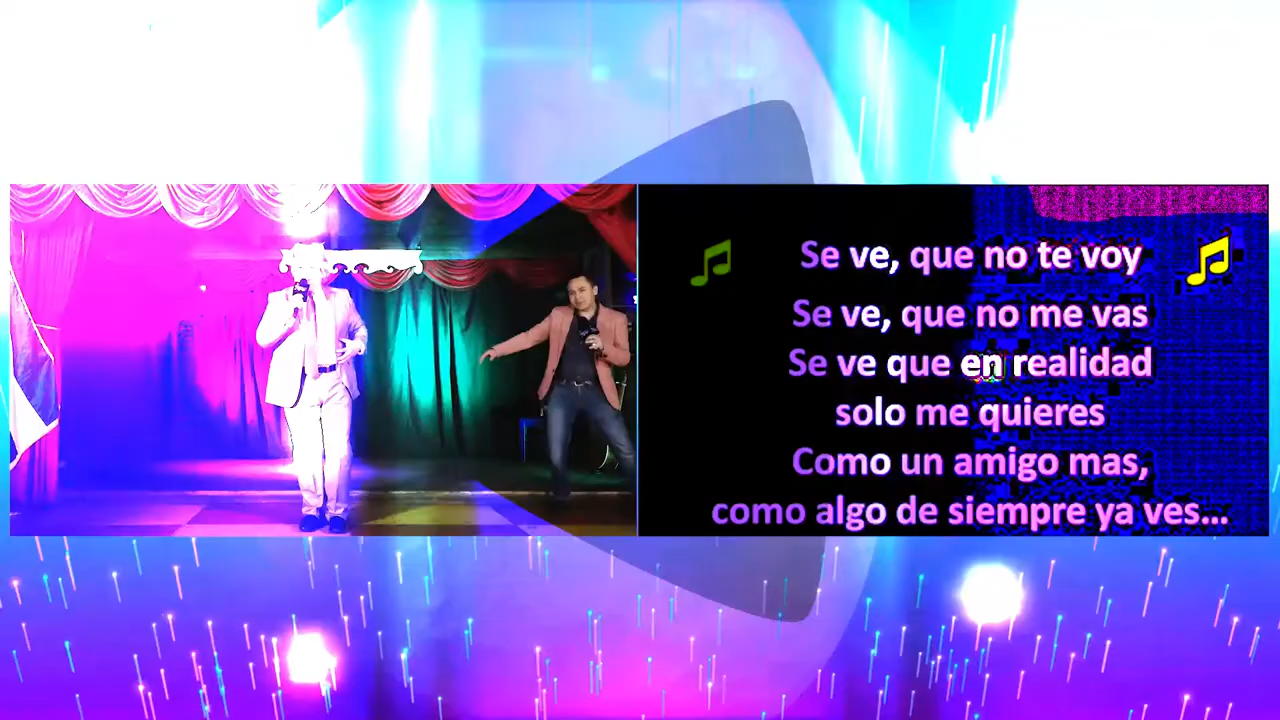 Se ve, que no te voy
Se ve, que no me vas
Se ve que en realidad
solo me quieres
Como un amigo mas,
como algo de siempre ya ves...